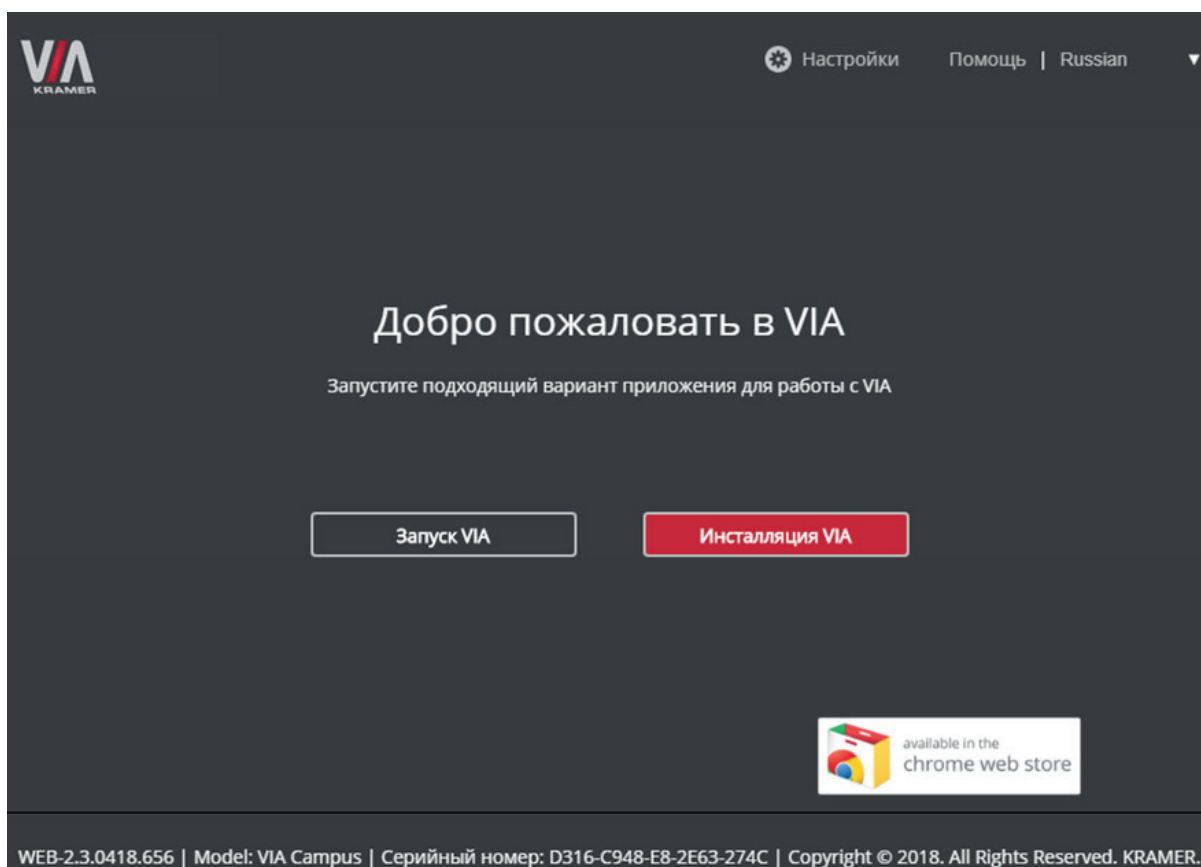 VIA
KRAMER
Настройки Помощь | Russian ▼
Добро пожаловать в VIA
Запустите подходящий вариант приложения для работы с VIA
Запуск VIA Инсталляция VIA
available in the
chrome web store
WEB-2.3.0418.656 | Model: VIA Campus | Серийный номер: D316-C948-E8-2E63-274C | Copyright © 2018. All Rights Reserved. KRAMER